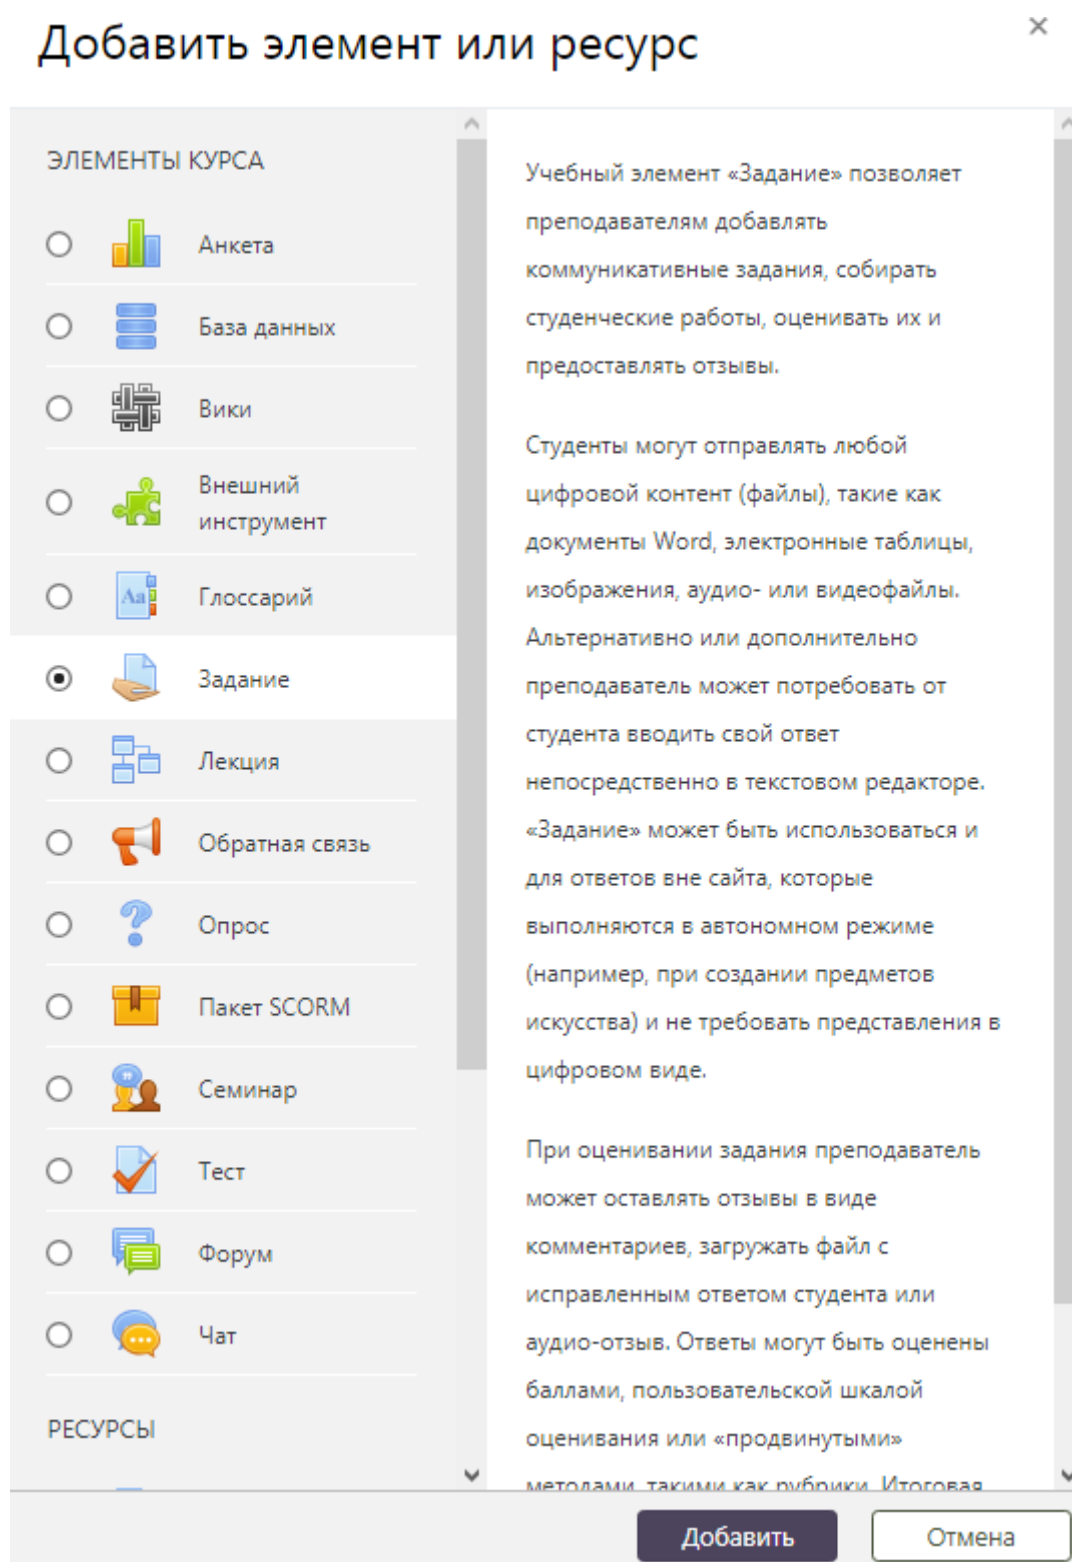 Добавить элемент или ресурс
×
ЭЛЕМЕНТЫ КУРСА
Анкета
База данных
Вики
Внешний
инструмент
Aa
Глоссарий
Задание
Лекция
Обратная связь
Опрос
Пакет SCORM
Семинар
Тест
Форум
Чат
РЕСУРСЫ
Учебный элемент «Задание» позволяет
преподавателям добавлять
коммуникативные задания, собирать
студенческие работы, оценивать их и
предоставлять отзывы.
Студенты могут отправлять любой
цифровой контент (файлы), такие как
документы Word, электронные таблицы,
изображения, аудио- или видеофайлы.
Альтернативно или дополнительно
преподаватель может потребовать от
студента вводить свой ответ
непосредственно в текстовом редакторе.
«Задание» может быть использоваться и
для ответов вне сайта, которые
выполняются в автономном режиме
(например, при создании предметов
искусства) и не требовать представления в
цифровом виде.
При оценивании задания преподаватель
может оставлять отзывы в виде
комментариев, загружать файл с
исправленным ответом студента или
аудио-отзыв. Ответы могут быть оценены
баллами, пользовательской шкалой
оценивания или «продвинутыми»
методами, такими как рубрики. Итоговая
Добавить
Отмена